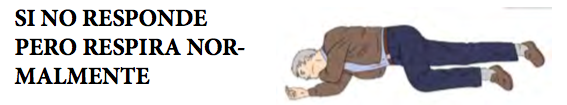 SI NO RESPONDE
PERO RESPIRA NOR-
MALMENTE